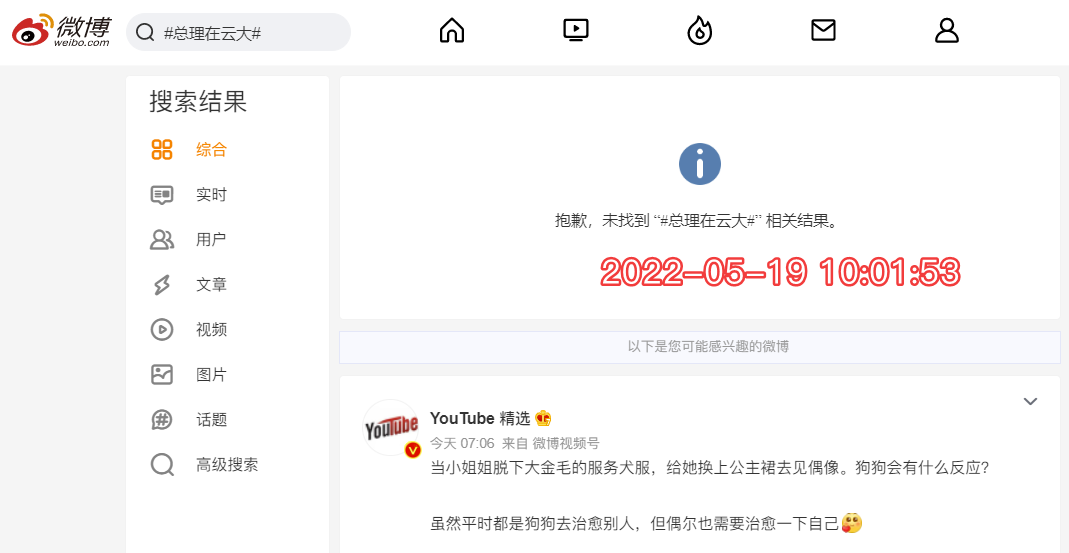 微博
weibo.com
#总理在云大#
搜索结果
综合
实时
用户
文章
视频
图片
话题
高级搜索
抱歉，未找到 “#总理在云大#” 相关结果。
2022-05-19 10:01:53
以下是您可能感兴趣的微博
YouTube
YouTube 精选
今天 07:06 来自 微博视频号
当小姐姐脱下大金毛的服务犬服，给她换上公主裙去见偶像。狗狗会有什么反应？
虽然平时都是狗狗去治愈别人，但偶尔也需要治愈一下自己